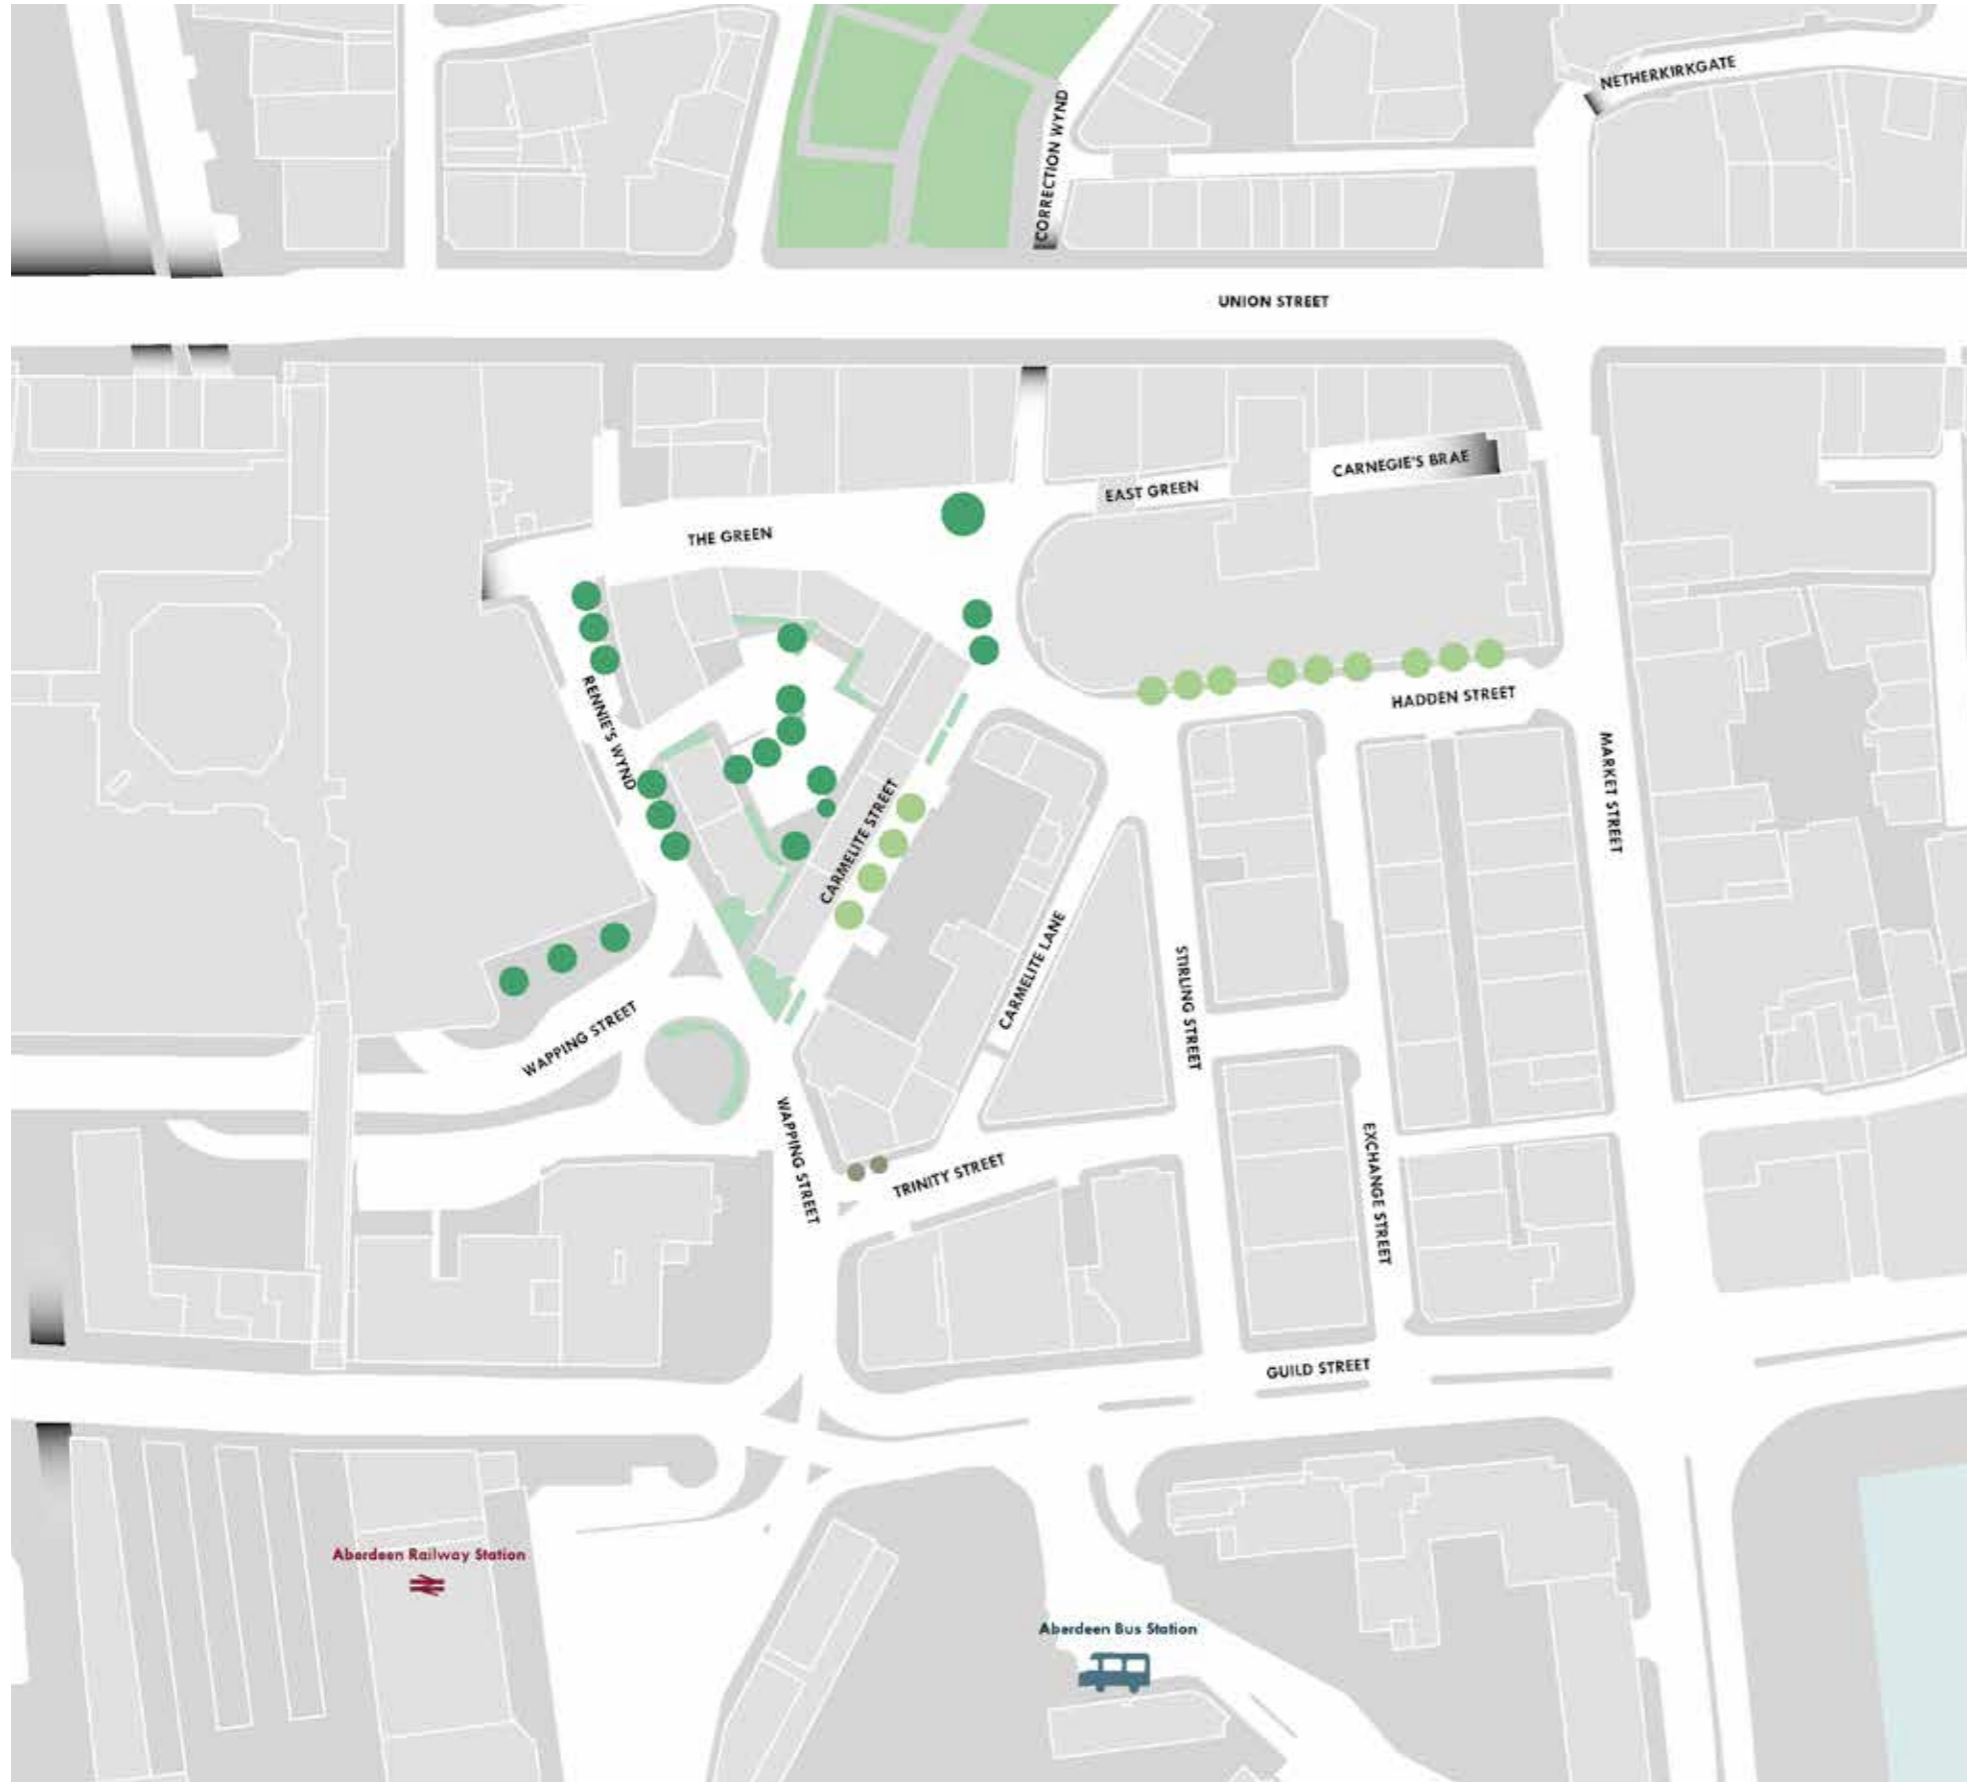 NETHERKIRKGATE
CORRECTION WYND
UNION STREET
CARNEGIE'S BRAE
EAST GREEN
THE GREEN
RENNIE'S WYND
HADDEN STREET
MARKET STREET
CARMELITE STREET
CARMELITE LANE
STIRLING STREET
WAPPING STREET
WAPPING STREET
TRINITY STREET
EXCHANGE STREET
GUILD STREET
Aberdeen Railway Station
Aberdeen Bus Station